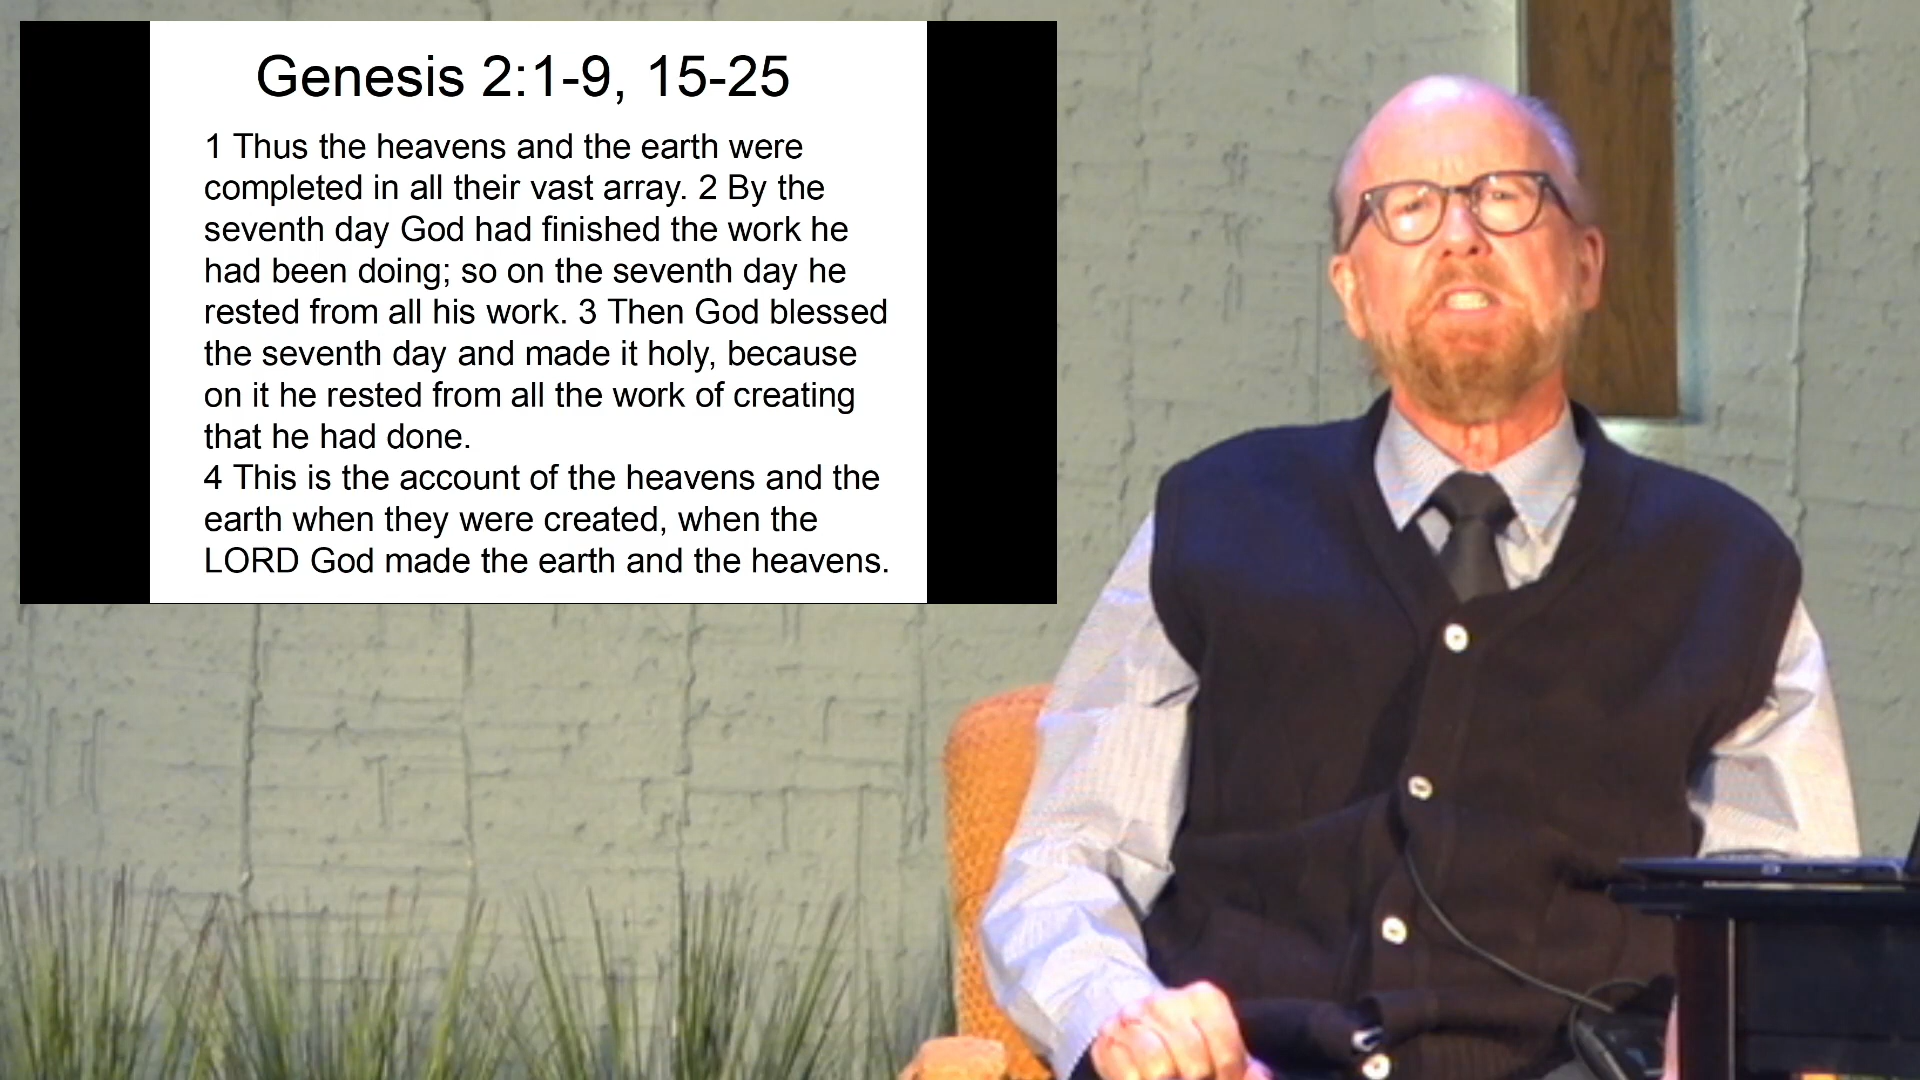 Genesis 2:1-9, 15-25
1 Thus the heavens and the earth were
completed in all their vast array. 2 By the
seventh day God had finished the work he
had been doing; so on the seventh day he
rested from all his work. 3 Then God blessed
the seventh day and made it holy, because
on it he rested from all the work of creating
that he had done.
4 This is the account of the heavens and the
earth when they were created, when the
LORD God made the earth and the heavens.